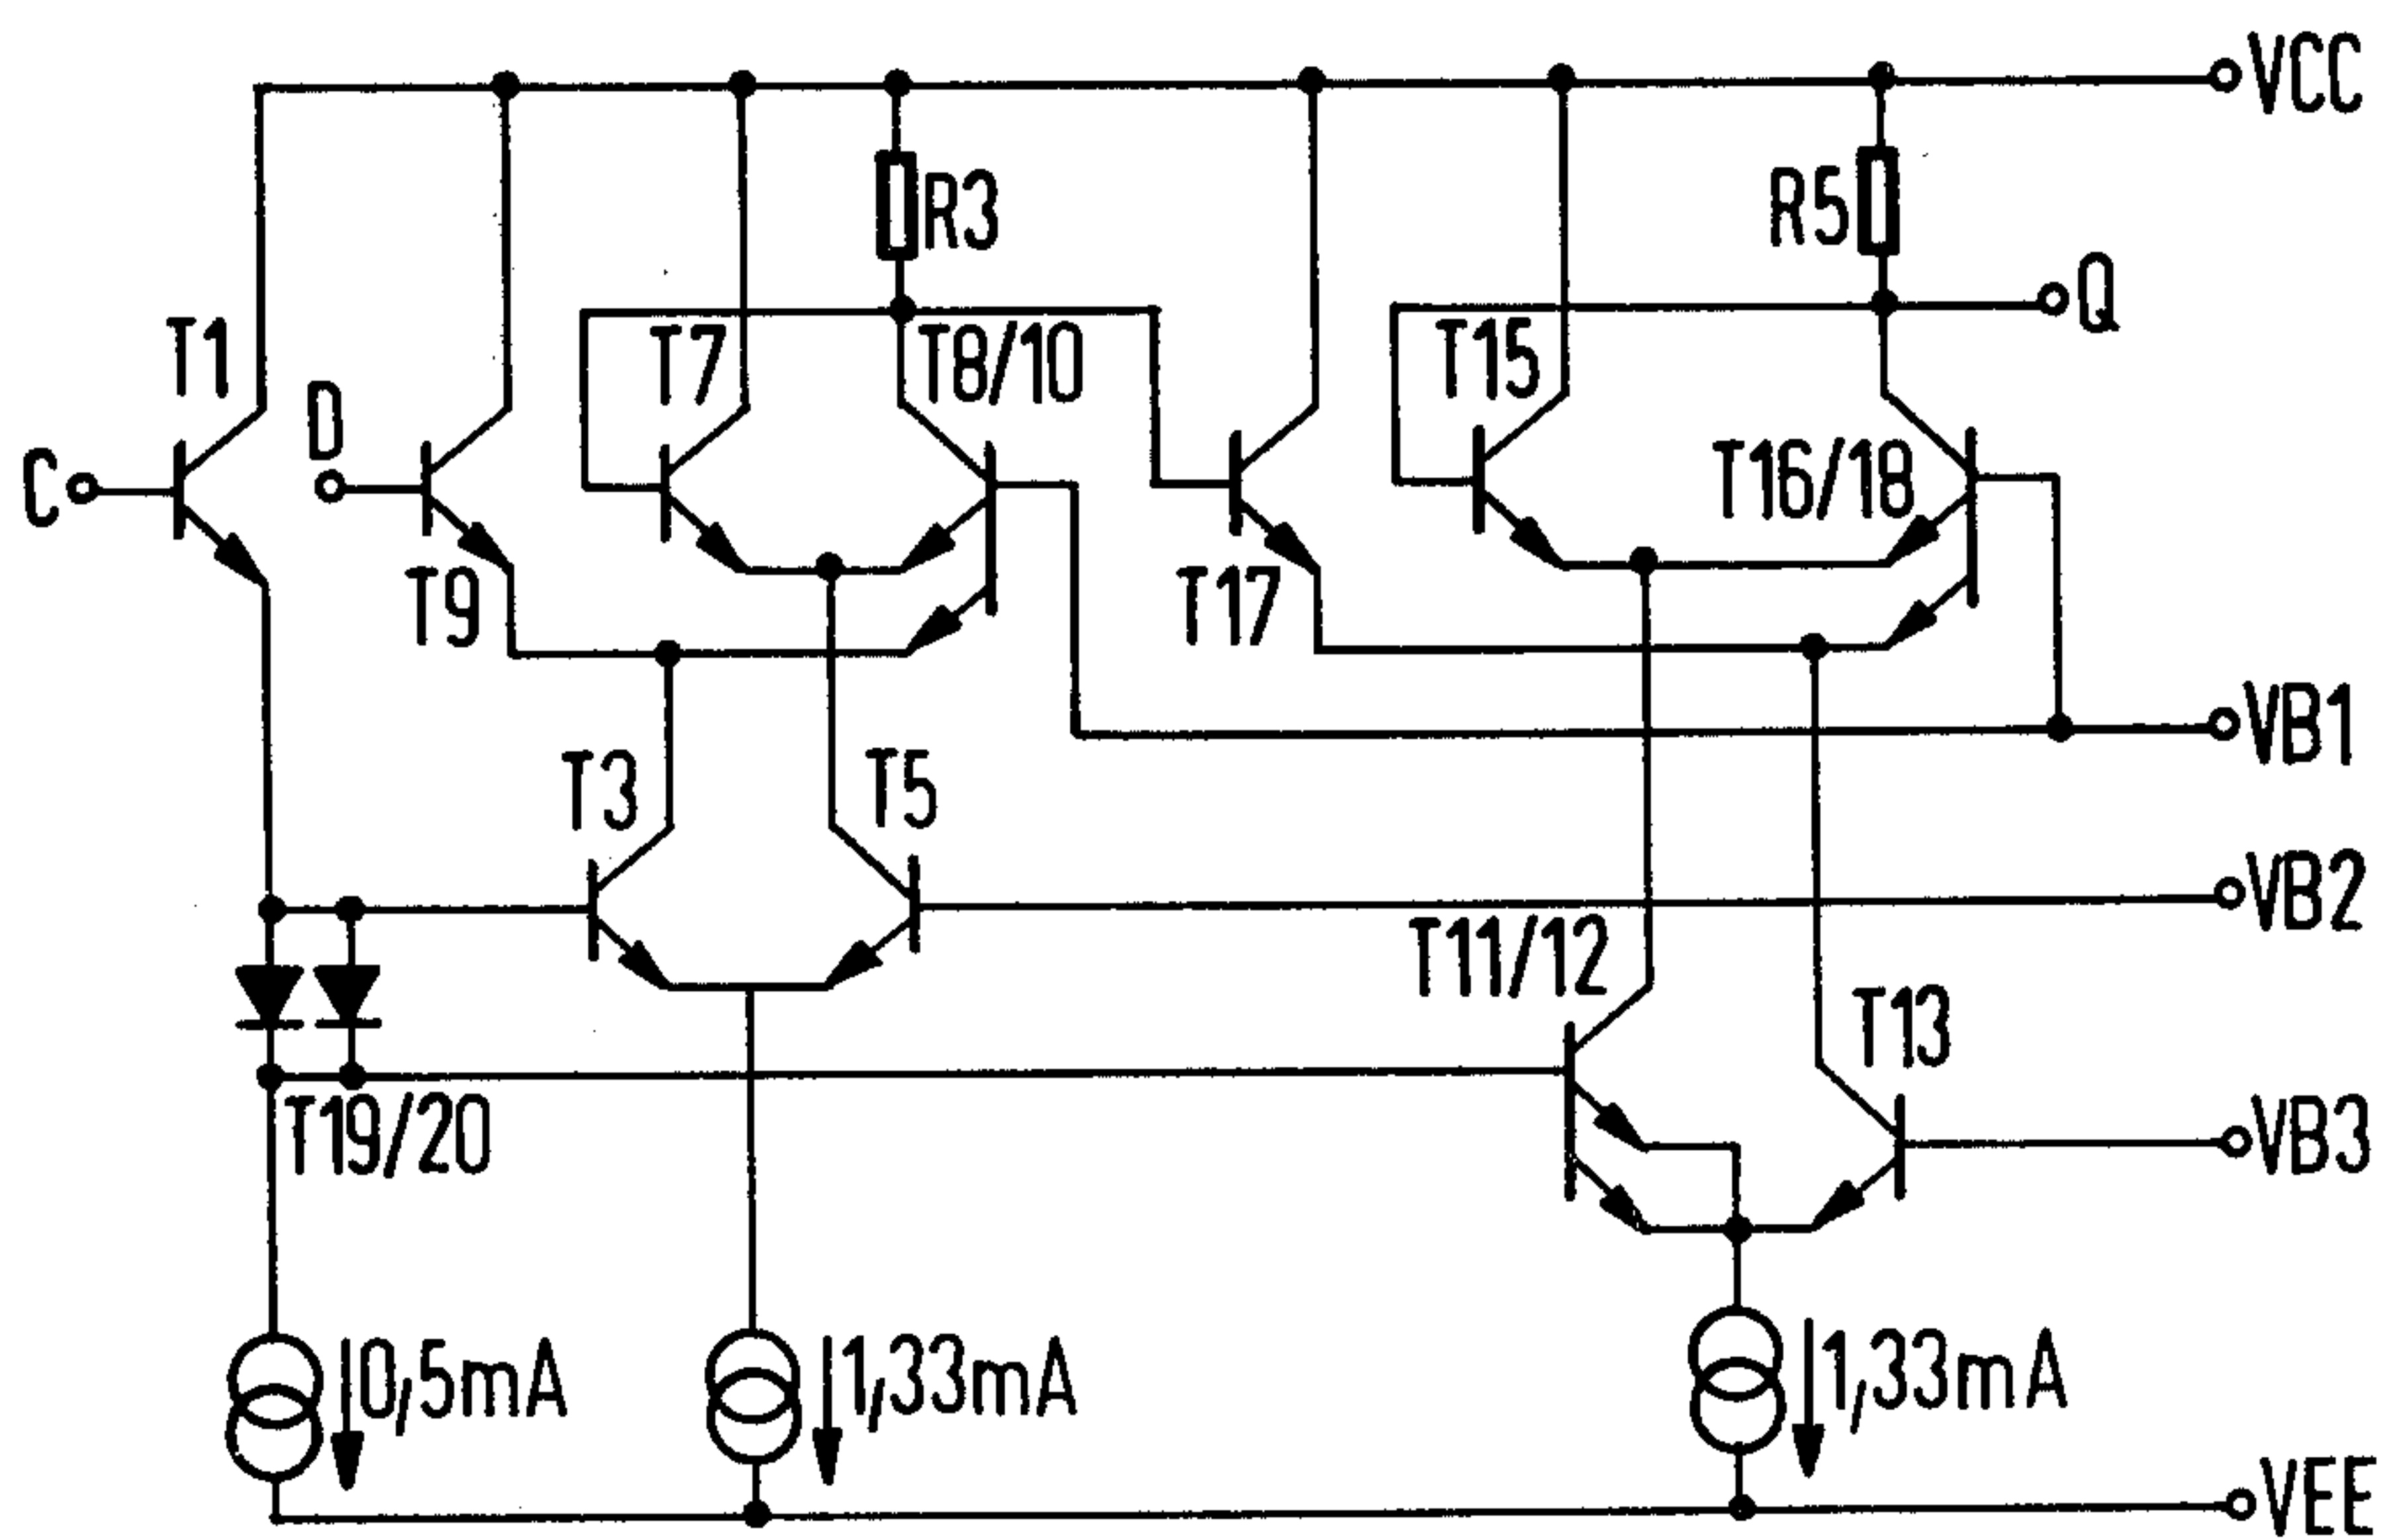 VCC
R3
R5
Q
T1
D
T7
T8/10
T15
T16/18
C
T9
T17
VB1
T3
T5
VB2
T11/12
T13
T19/20
VB3
0,5mA
1,33mA
1,33mA
VEE